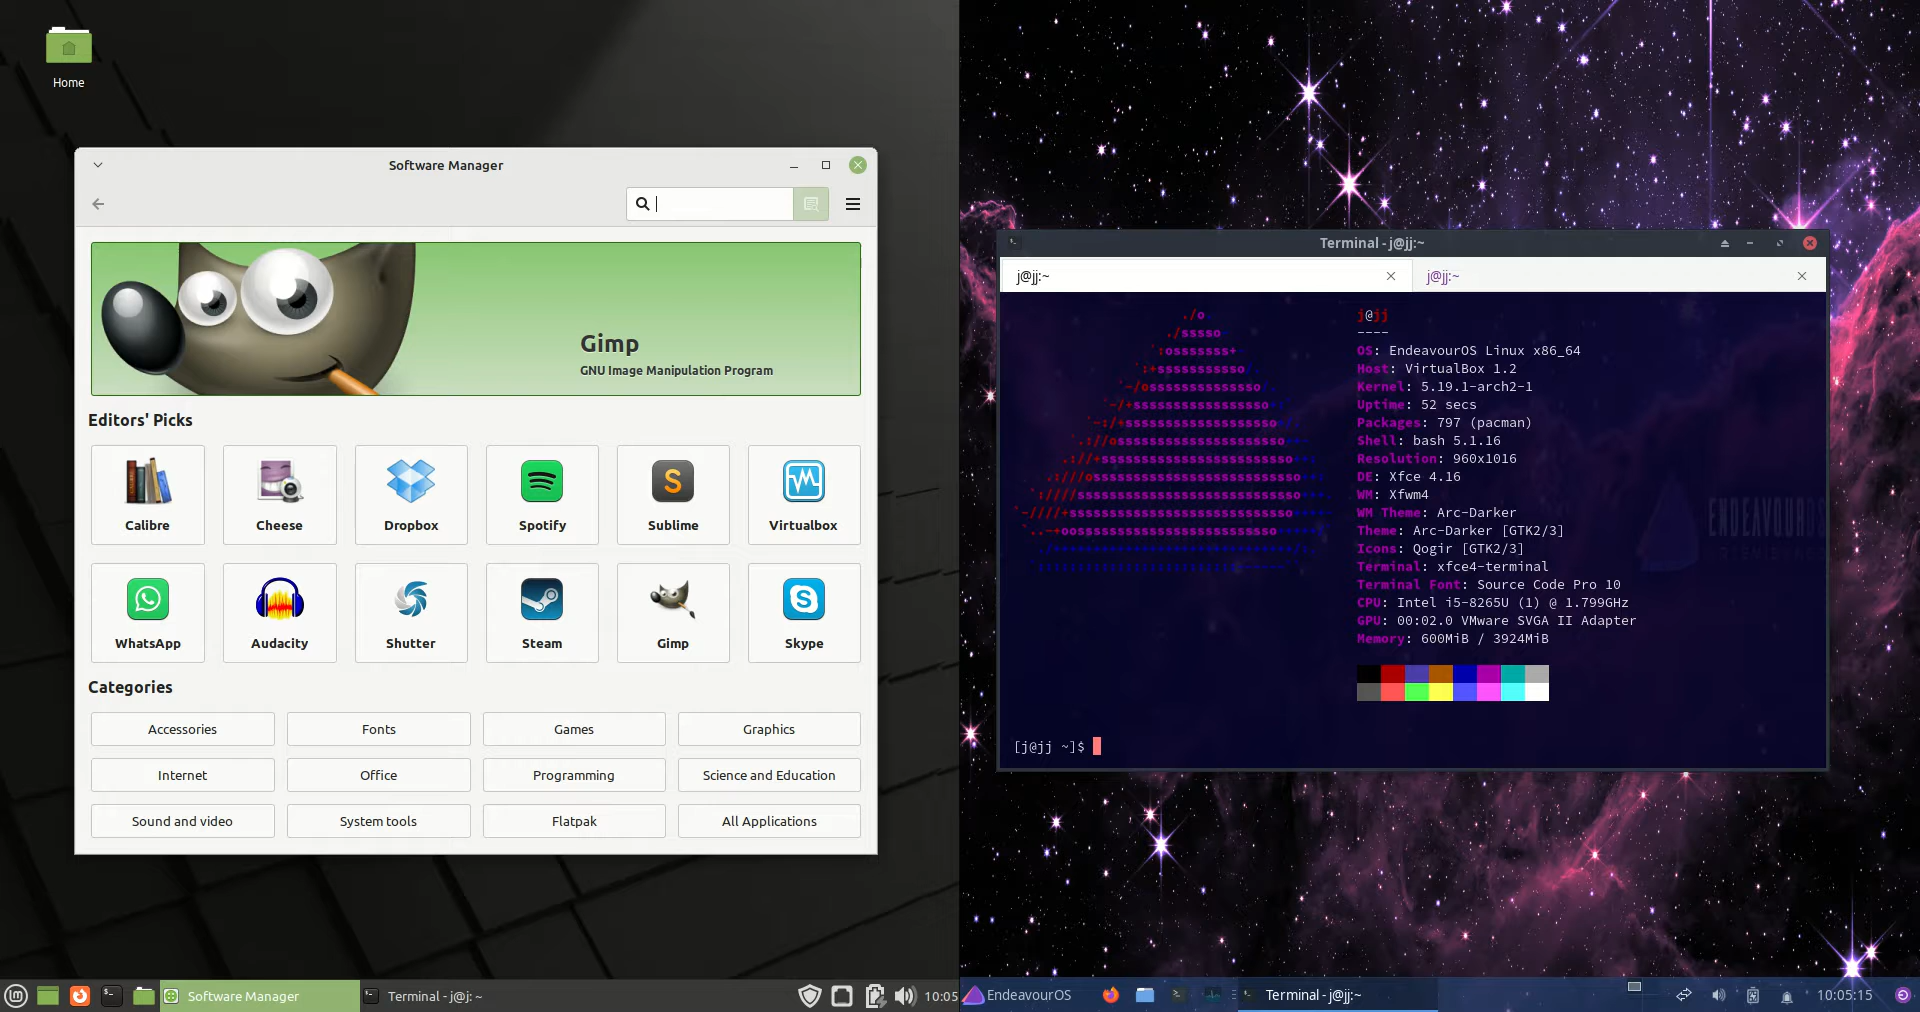 Home
Software Manager
Gimp
GNU Image Manipulation Program
Editors' Picks
Calibre
Cheese
Dropbox
Spotify
Sublime
Virtualbox
WhatsApp
Audacity
Shutter
Steam
Gimp
Skype
Categories
Accessories
Fonts
Games
Graphics
Internet
Office
Programming
Science and Education
Sound and video
System tools
Flatpak
All Applications
Software Manager
Terminal - j@j: ~
10:05
Terminal - j@jj:~
j@jj:~
j@jj:~
j@jj
----
OS: EndeavourOS Linux x86_64
Host: VirtualBox 1.2
Kernel: 5.19.1-arch2-1
Uptime: 52 secs
Packages: 797 (pacman)
Shell: bash 5.1.16
Resolution: 960x1016
DE: Xfce 4.16
WM: Xfwm4
WM Theme: Arc-Darker
Theme: Arc-Darker [GTK2/3]
Icons: Qogir [GTK2/3]
Terminal: xfce4-terminal
Terminal Font: Source Code Pro 10
CPU: Intel i5-8265U (1) @ 1.799GHz
GPU: 00:02.0 VMware SVGA II Adapter
Memory: 600MiB / 3924MiB
[j@jj ~]$
EndeavourOS
Terminal - j@jj:~
10:05:15